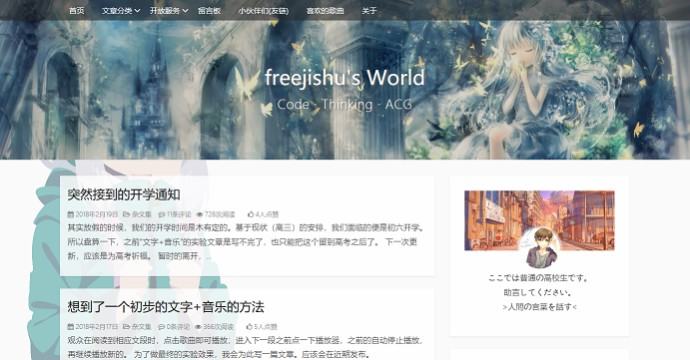 首页 文章分类 开放服务 留言板 小伙伴们(友链) 喜欢的歌曲 关于
freejishu's World
Code - Thinking - ACG
突然接到的开学通知
2018年2月19日 杂文集 11条评论 728次阅读 4人点赞
其实放假的时候，我们的开学时间是木有定的。基于现状（高三）的安排，我们面临的便是初六开学。
所以盘算一下，之前“文字+音乐”的实验文章是写不完了，也只能把这个留到高考之后了。 下一次更
新，应该是为高考祈福。 暂时的离开，...
ここでは普通の高校生です。
助言してください。
>人間の言葉を話す<
想到了一个初步的文字+音乐的方法
2018年2月17日 杂文集 0条评论 366次阅读 5人点赞
观众在阅读到相应文段时，点击歌曲即可播放；进入下一段之前点一下播放器，之前的自动停止播放，
再继续播放新的。 为了做最终的实验效果，我会为此写一篇文章。应该会在近期发布。